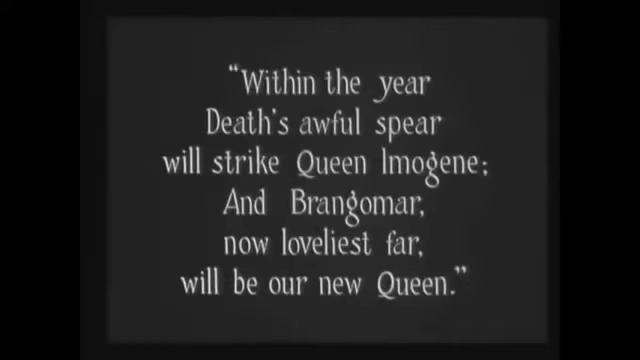 “Within the year
Death's awful spear
will strike Queen Imogene;
And Brangomar,
now loveliest far,
will be our new Queen.”